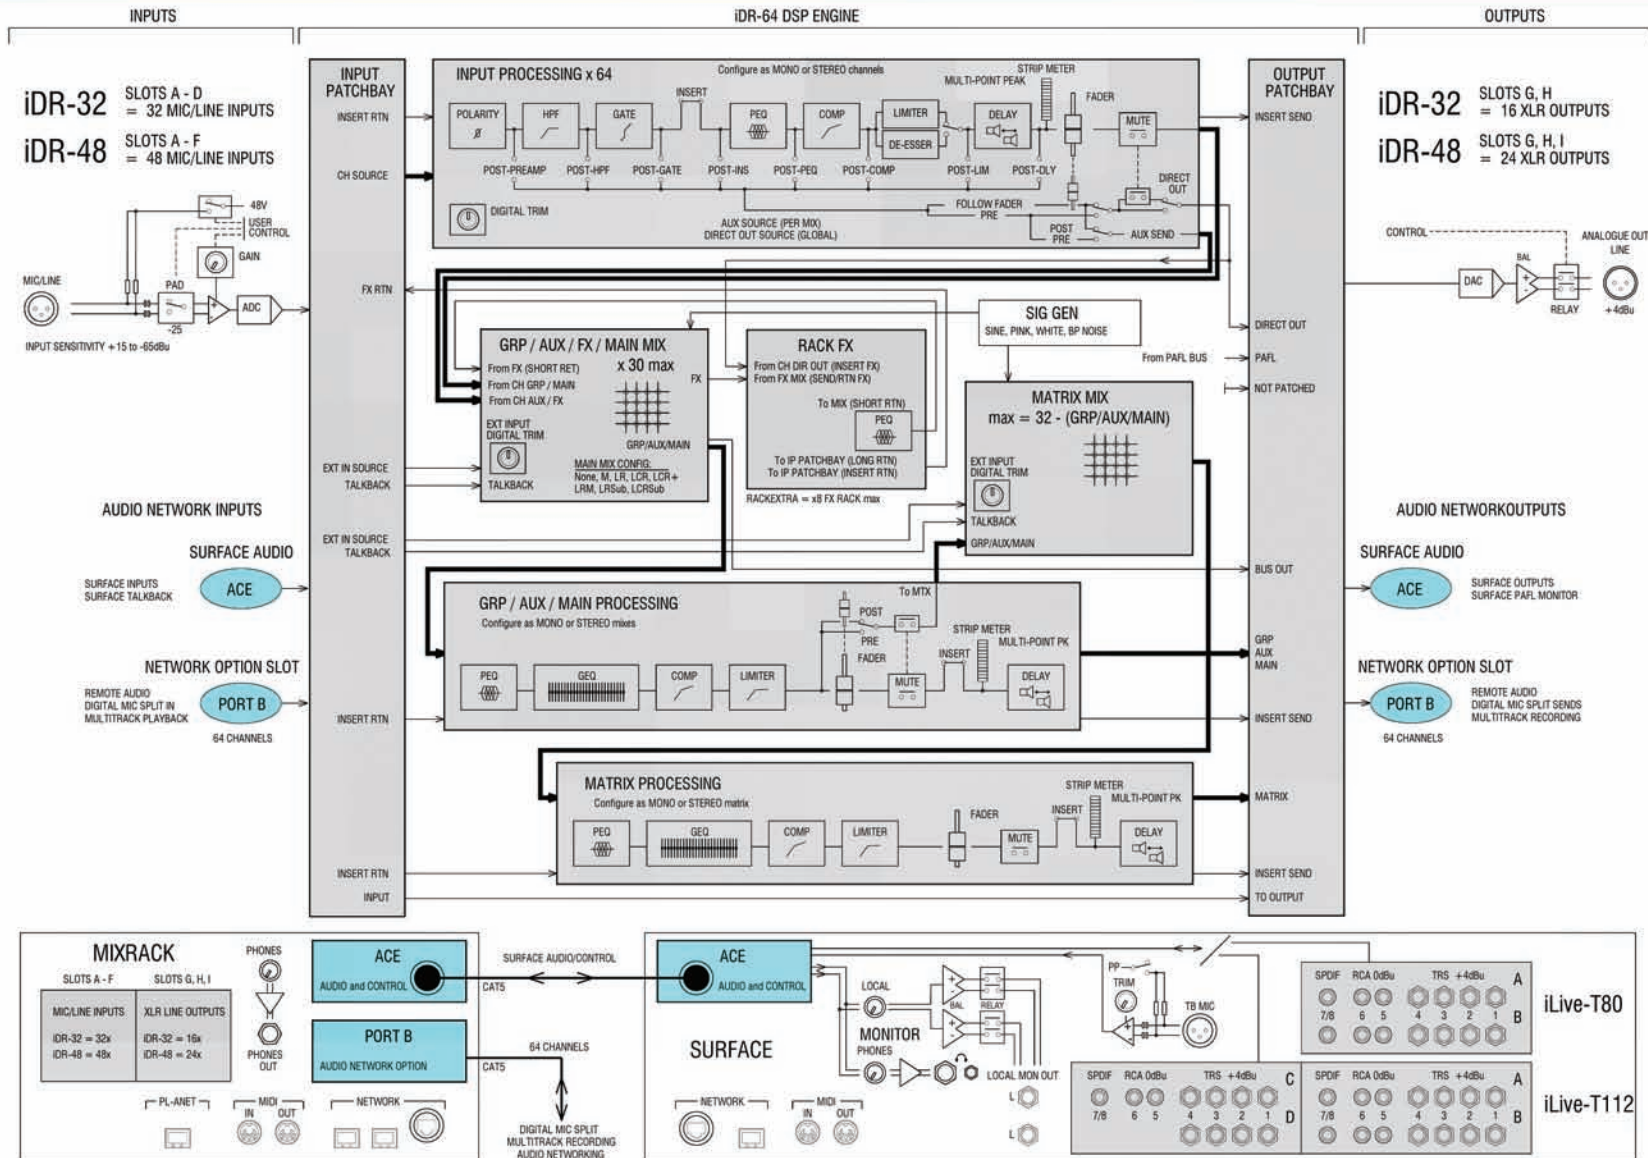 INPUTS
iDR-64 DSP ENGINE
OUTPUTS
iDR-32 SLOTS A - D = 32 MIC/LINE INPUTS
iDR-48 SLOTS A - F = 48 MIC/LINE INPUTS
48V
USER CONTROL
GAIN
MIC/LINE
PAD
-25
ADC
INPUT SENSITIVITY +15 to -65dBu
AUDIO NETWORK INPUTS
SURFACE AUDIO
SURFACE INPUTS
SURFACE TALKBACK
ACE
NETWORK OPTION SLOT
REMOTE AUDIO
DIGITAL MIC SPLIT IN
MULTITRACK PLAYBACK
PORT B
64 CHANNELS
INPUT PATCHBAY
INSERT RTN
CH SOURCE
FX RTN
EXT IN SOURCE
TALKBACK
EXT IN SOURCE
TALKBACK
INSERT RTN
INSERT RTN
INPUT
INPUT PROCESSING x 64
Configure as MONO or STEREO channels
STRIP METER
MULTI-POINT PEAK
FADER
POLARITY
Ø
HPF
GATE
INSERT
PEQ
COMP
LIMITER
DE-ESSER
DELAY
MUTE
POST-PREAMP
POST-HPF
POST-GATE
POST-INS
POST-PEQ
POST-COMP
POST-LIM
POST-DLY
DIRECT OUT
DIGITAL TRIM
AUX SOURCE (PER MIX)
DIRECT OUT SOURCE (GLOBAL)
FOLLOW FADER
PRE
POST
PRE
AUX SEND
SIG GEN
SINE, PINK, WHITE, BP NOISE
GRP / AUX / FX / MAIN MIX
x 30 max
From FX (SHORT RET)
From CH GRP / MAIN
From CH AUX / FX
FX
EXT INPUT
DIGITAL TRIM
GRP/AUX/MAIN
TALKBACK
MAIN MIX CONFIG:
None, M, LR, LCR, LCR+
LRM, LRSub, LCRSub
RACK FX
From CH DIR OUT (INSERT FX)
From FX MIX (SEND/RTN FX)
To MIX (SHORT RTN)
PEQ
To IP PATCHBAY (LONG RTN)
To IP PATCHBAY (INSERT RTN)
RACKEXTRA = x8 FX RACK max
MATRIX MIX
max = 32 - (GRP/AUX/MAIN)
EXT INPUT
DIGITAL TRIM
TALKBACK
GRP/AUX/MAIN
GRP / AUX / MAIN PROCESSING
Configure as MONO or STEREO mixes
PEQ
GEQ
COMP
LIMITER
POST
PRE
FADER
To MTX
MUTE
INSERT
STRIP METER
MULTI-POINT PK
DELAY
MATRIX PROCESSING
Configure as MONO or STEREO matrix
PEQ
GEQ
COMP
LIMITER
FADER
MUTE
INSERT
STRIP METER
MULTI-POINT PK
DELAY
OUTPUT PATCHBAY
INSERT SEND
DIRECT OUT
From PAFL BUS
PAFL
NOT PATCHED
BUS OUT
GRP
AUX
MAIN
INSERT SEND
MATRIX
INSERT SEND
TO OUTPUT
iDR-32 SLOTS G, H = 16 XLR OUTPUTS
iDR-48 SLOTS G, H, I = 24 XLR OUTPUTS
CONTROL
ANALOGUE OUT
LINE
DAC
BAL
RELAY
+4dBu
AUDIO NETWORKOUTPUTS
SURFACE AUDIO
ACE
SURFACE OUTPUTS
SURFACE PAFL MONITOR
NETWORK OPTION SLOT
PORT B
REMOTE AUDIO
DIGITAL MIC SPLIT SENDS
MULTITRACK RECORDING
64 CHANNELS
MIXRACK
SLOTS A - F
SLOTS G, H, I
MIC/LINE INPUTS
XLR LINE OUTPUTS
iDR-32 = 32x
iDR-32 = 16x
iDR-48 = 48x
iDR-48 = 24x
PHONES
PHONES OUT
PL-ANET
MIDI
IN OUT
NETWORK
ACE
AUDIO and CONTROL
PORT B
AUDIO NETWORK OPTION
SURFACE AUDIO/CONTROL
CAT5
64 CHANNELS
CAT5
DIGITAL MIC SPLIT
MULTITRACK RECORDING
AUDIO NETWORKING
ACE
AUDIO and CONTROL
SURFACE
NETWORK
MIDI
IN OUT
LOCAL
BAL
RELAY
MONITOR
PHONES
LOCAL MON OUT
L
L
PP
TRIM
TB MIC
SPDIF RCA 0dBu TRS +4dBu A
7/8 6 5 4 3 2 1 B
iLive-T80
SPDIF RCA 0dBu TRS +4dBu C
7/8 6 5 4 3 2 1 D
SPDIF RCA 0dBu TRS +4dBu A
7/8 6 5 4 3 2 1 B
iLive-T112